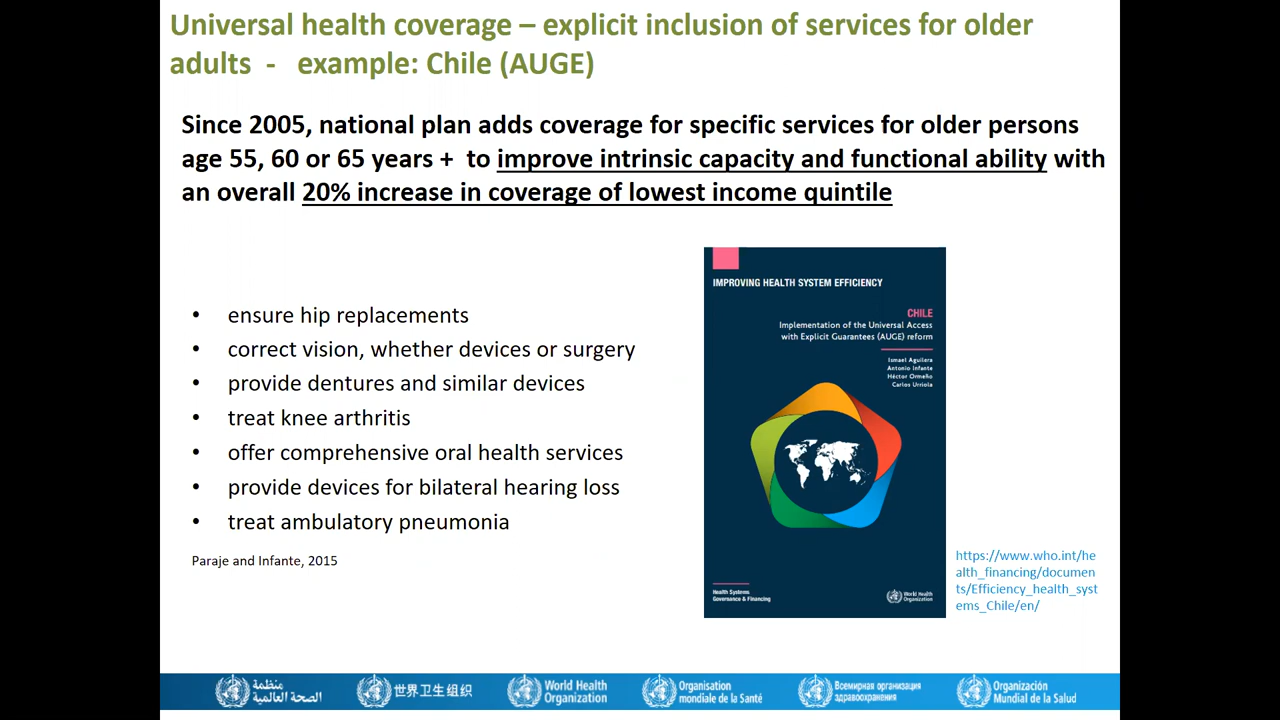 Universal health coverage – explicit inclusion of services for older
adults - example: Chile (AUGE)
Since 2005, national plan adds coverage for specific services for older persons
age 55, 60 or 65 years + to improve intrinsic capacity and functional ability with
an overall 20% increase in coverage of lowest income quintile
• ensure hip replacements
• correct vision, whether devices or surgery
• provide dentures and similar devices
• treat knee arthritis
• offer comprehensive oral health services
• provide devices for bilateral hearing loss
• treat ambulatory pneumonia
Paraje and Infante, 2015
IMPROVING HEALTH SYSTEM EFFICIENCY
CHILE
Implementation of the Universal Access
with Explicit Guarantees (AUGE) reform
Ismael Aguilera
Antonio Infante
Héctor Ormeño
Carlos Urriola
Health Systems
Governance & Financing
World Health
Organization
https://www.who.int/he
alth_financing/documen
ts/Efficiency_health_syst
ems_Chile/en/
منظمة
الصحة العالمية
世界卫生组织
World Health
Organization
Organisation
mondiale de la Santé
Всемирная организация
здравоохранения
Organización
Mundial de la Salud